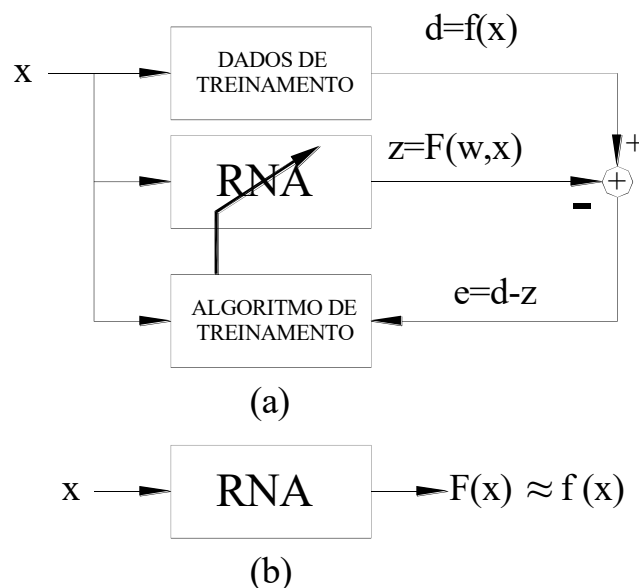 d=f(x)
x
DADOS DE
TREINAMENTO
+
z=F(w,x)
RNA
+
-
ALGORITMO DE
TREINAMENTO
e=d-z
(a)
x
RNA
F(x) ≈ f (x)
(b)